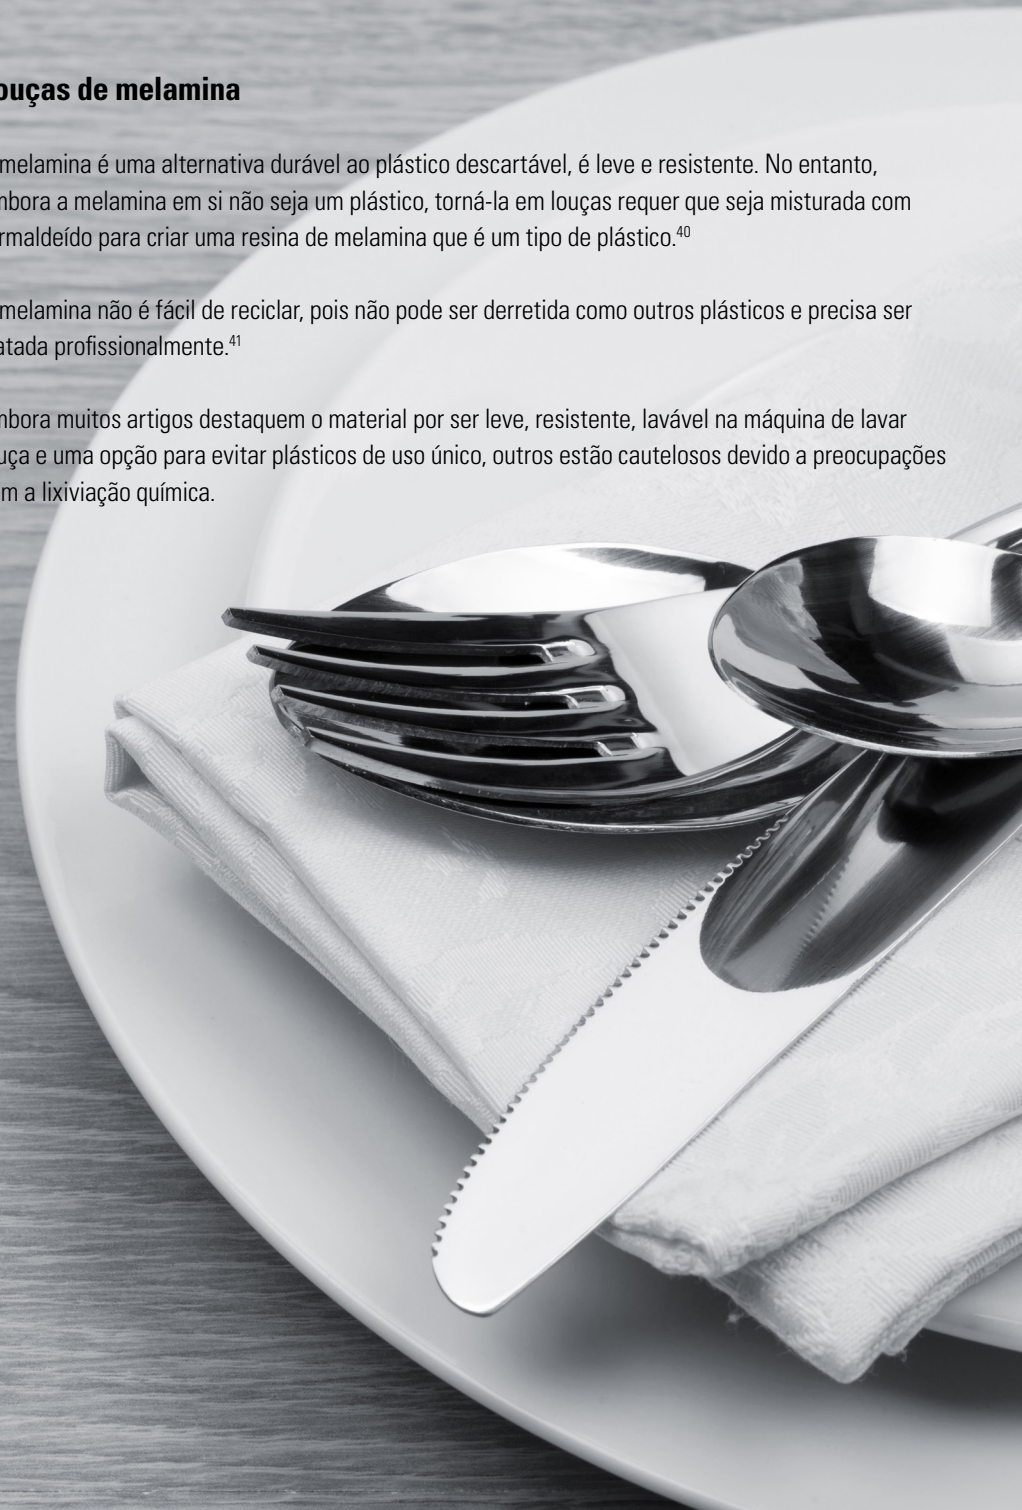 ouças de melamina
melamina é uma alternativa durável ao plástico descartável, é leve e resistente. No entanto,
mbora a melamina em si não seja um plástico, torná-la em louças requer que seja misturada com
rmaldeído para criar uma resina de melamina que é um tipo de plástico.40
melamina não é fácil de reciclar, pois não pode ser derretida como outros plásticos e precisa ser
atada profissionalmente.41
mbora muitos artigos destaquem o material por ser leve, resistente, lavável na máquina de lavar
uça e uma opção para evitar plásticos de uso único, outros estão cautelosos devido a preocupações
m a lixiviação química.